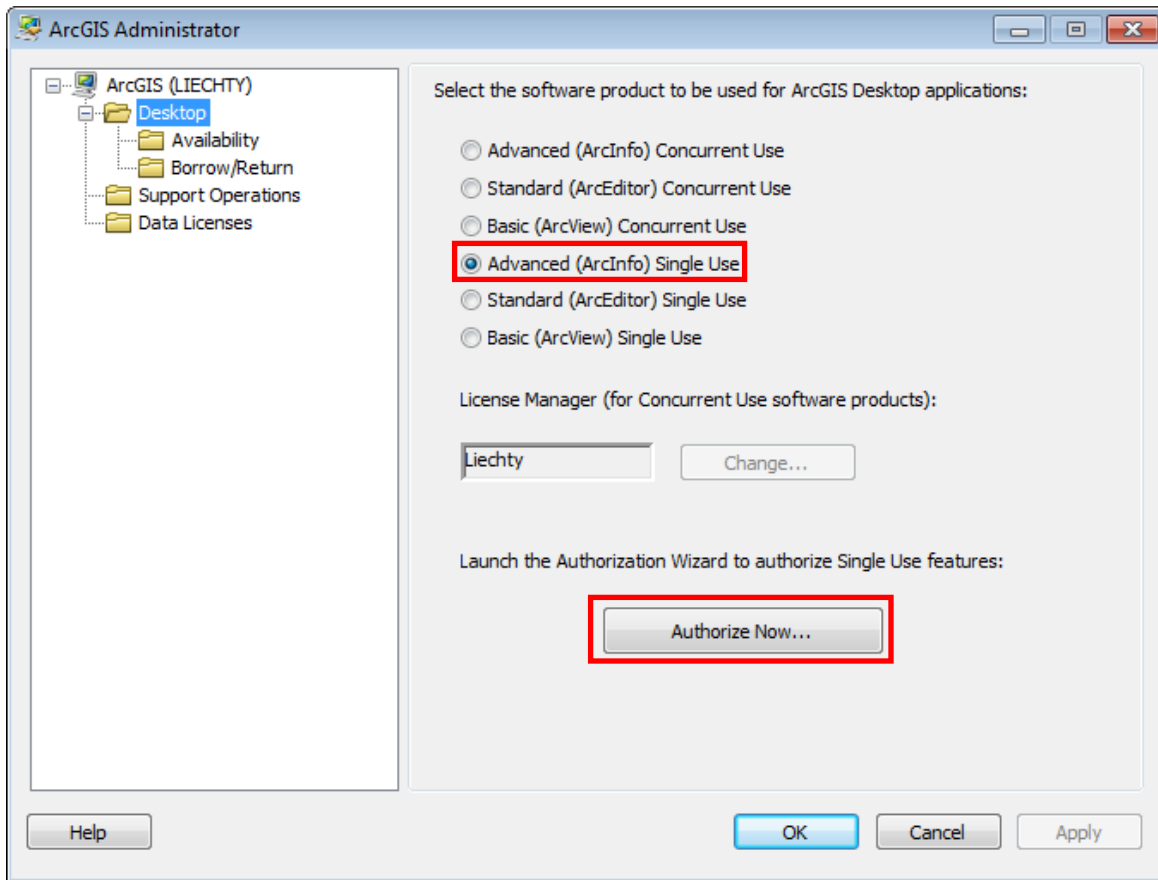 ArcGIS Administrator
ArcGIS (LIECHTY)
Desktop
Availability
Borrow/Return
Support Operations
Data Licenses
Select the software product to be used for ArcGIS Desktop applications:
Advanced (ArcInfo) Concurrent Use
Standard (ArcEditor) Concurrent Use
Basic (ArcView) Concurrent Use
Advanced (ArcInfo) Single Use
Standard (ArcEditor) Single Use
Basic (ArcView) Single Use
License Manager (for Concurrent Use software products):
Liechty
Change...
Launch the Authorization Wizard to authorize Single Use features:
Authorize Now...
Help
OK
Cancel
Apply